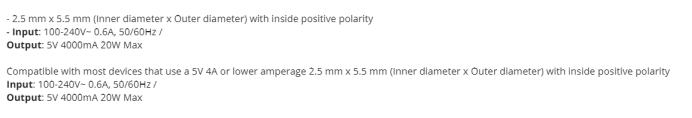 - 2.5 mm x 5.5 mm (Inner diameter x Outer diameter) with inside positive polarity
- Input: 100-240V~ 0.6A, 50/60Hz /
Output: 5V 4000mA 20W Max
Compatible with most devices that use a 5V 4A or lower amperage 2.5 mm x 5.5 mm (Inner diameter x Outer diameter) with inside positive polarity
Input: 100-240V~ 0.6A, 50/60Hz /
Output: 5V 4000mA 20W Max